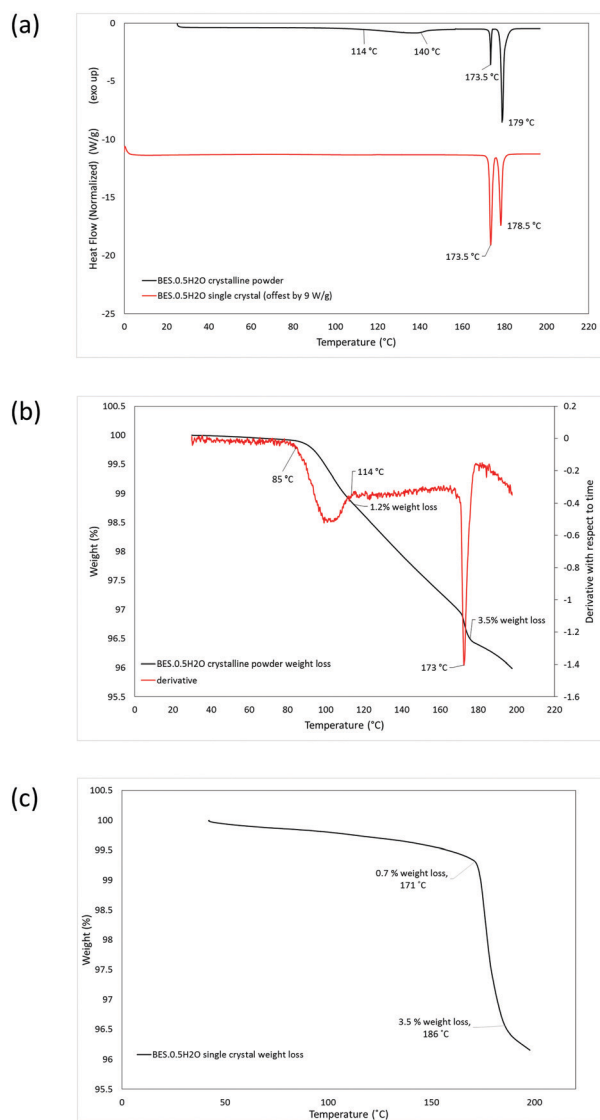 (a)
0
114 °C
140 °C
173.5 °C
179 °C
-5
-10
-15
-20
-25
Heat Flow (Normalized) (W/g) (exo up)
173.5 °C
178.5 °C
BES.0.5H2O crystalline powder
BES.0.5H2O single crystal (offest by 9 W/g)
0 20 40 60 80 100 120 140 160 180 200 220
Temperature (°C)
(b)
100.5
100
99.5
99
98.5
98
97.5
97
96.5
96
95.5
Weight (%)
0.2
0
-0.2
-0.4
-0.6
-0.8
-1
-1.2
-1.4
-1.6
Derivative with respect to time
85 °C
114 °C
1.2% weight loss
3.5% weight loss
173 °C
BES.0.5H2O crystalline powder weight loss
derivative
0 20 40 60 80 100 120 140 160 180 200 220
Temperature (°C)
(c)
100.5
100
99.5
99
98.5
98
97.5
97
96.5
96
95.5
Weight (%)
0.7 % weight loss,
171 ˚C
3.5 % weight loss,
186 ˚C
BES.0.5H2O single crystal weight loss
0 50 100 150 200
Temperature (˚C)